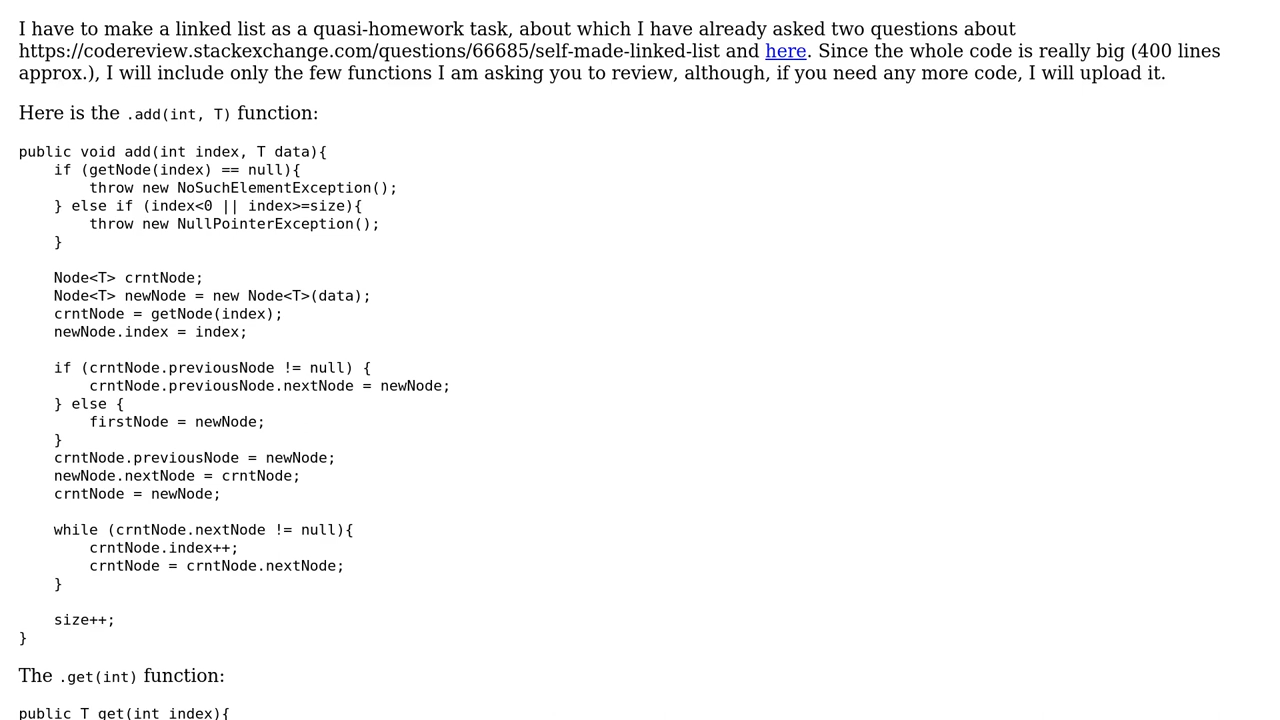 I have to make a linked list as a quasi-homework task, about which I have already asked two questions about
https://codereview.stackexchange.com/questions/66685/self-made-linked-list and here. Since the whole code is really big (400 lines
approx.), I will include only the few functions I am asking you to review, although, if you need any more code, I will upload it.
Here is the .add(int, T) function:
public void add(int index, T data){
    if (getNode(index) == null){
        throw new NoSuchElementException();
    } else if (index<0 || index>=size){
        throw new NullPointerException();
    }
    Node<T> crntNode;
    Node<T> newNode = new Node<T>(data);
    crntNode = getNode(index);
    newNode.index = index;
    if (crntNode.previousNode != null) {
        crntNode.previousNode.nextNode = newNode;
    } else {
        firstNode = newNode;
    }
    crntNode.previousNode = newNode;
    newNode.nextNode = crntNode;
    crntNode = newNode;
    while (crntNode.nextNode != null){
        crntNode.index++;
        crntNode = crntNode.nextNode;
    }
    size++;
}
The .get(int) function:
public T get(int index){